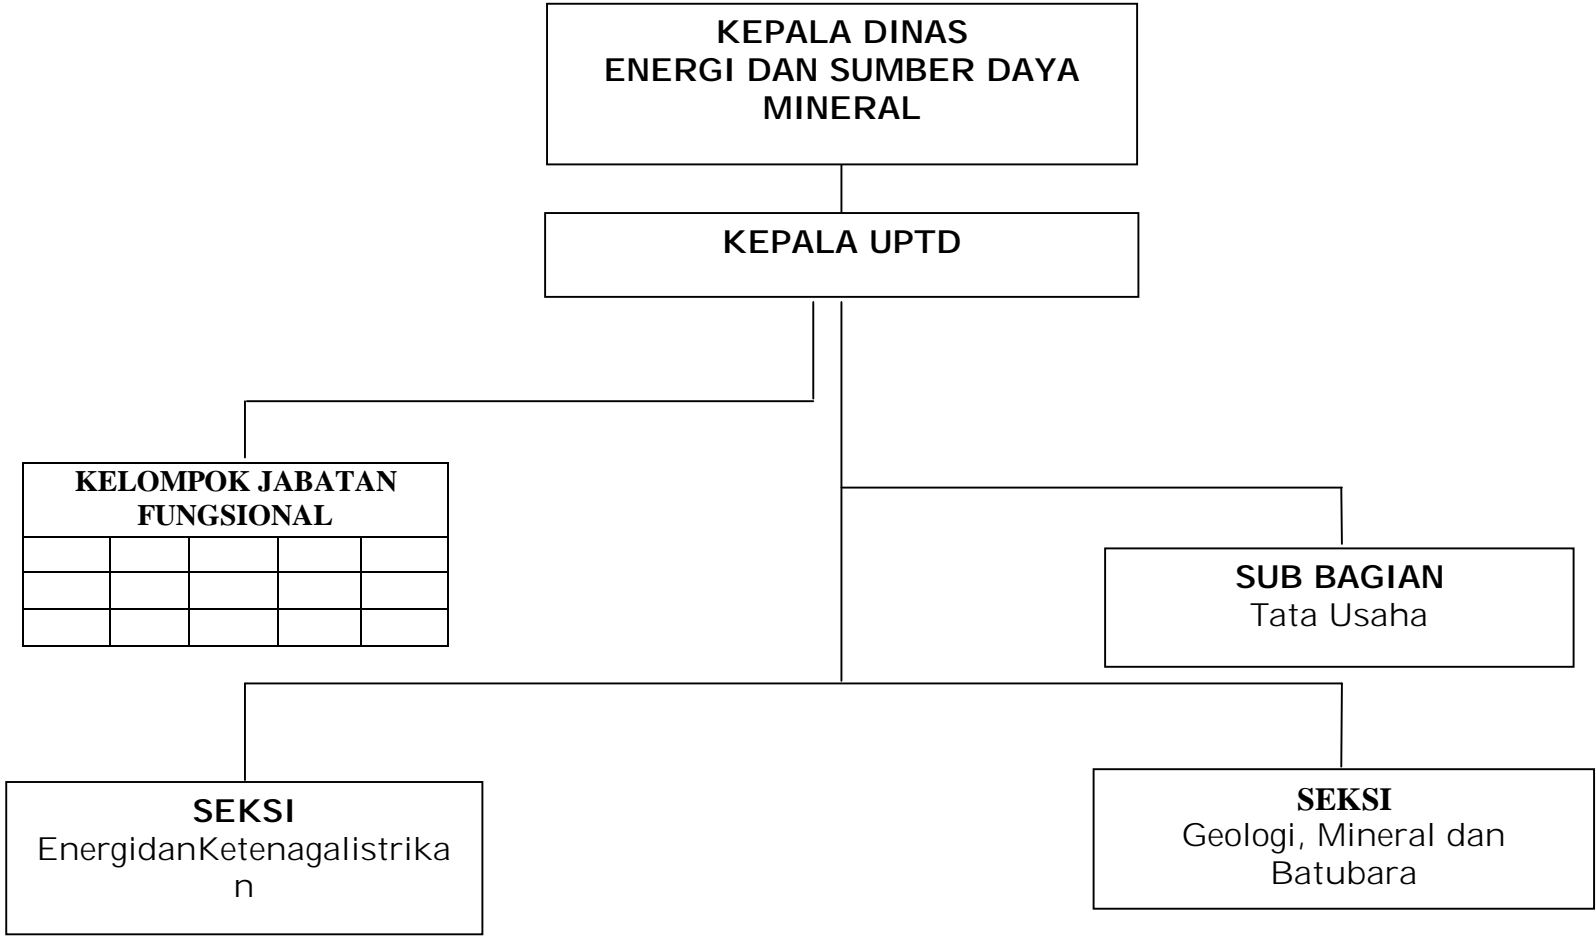 KEPALA DINAS
ENERGI DAN SUMBER DAYA
MINERAL
KEPALA UPTD
KELOMPOK JABATAN
FUNGSIONAL
SUB BAGIAN
Tata Usaha
SEKSI
EnergidanKetenagalistrika
n
SEKSI
Geologi, Mineral dan
Batubara